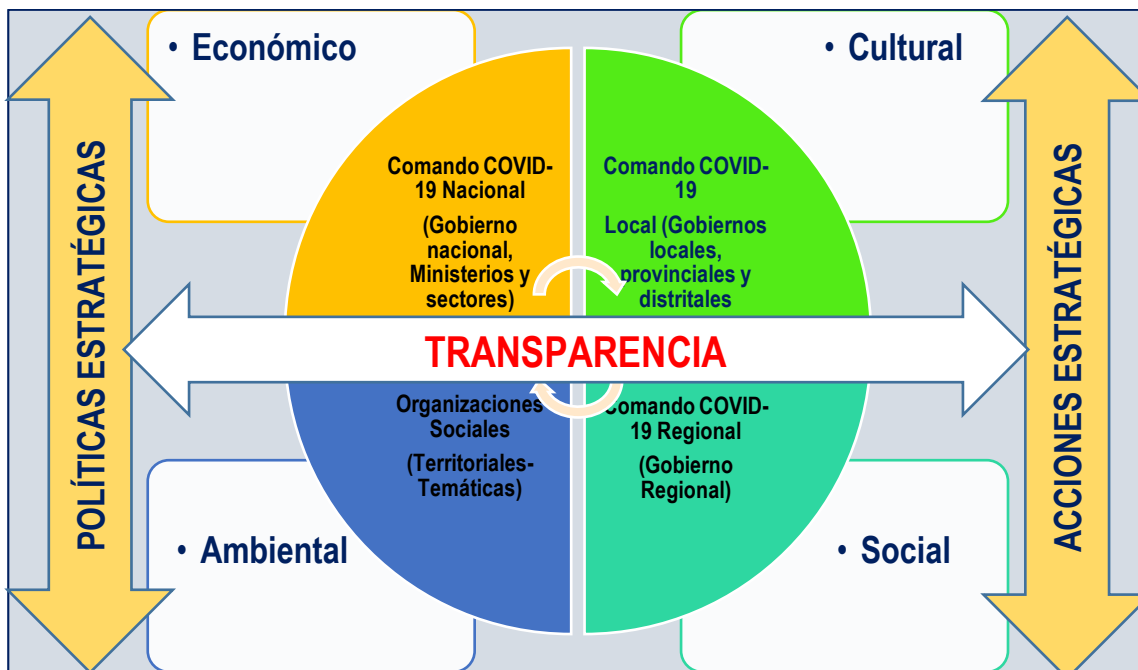 • Económico
• Cultural
POLÍTICAS ESTRATÉGICAS
Comando COVID-
19 Nacional
(Gobierno
nacional,
Ministerios y
sectores)
Comando COVID-
19
Local (Gobiernos
locales,
provinciales y
distritales
ACCIONES ESTRATÉGICAS
TRANSPARENCIA
Organizaciones
Sociales
(Territoriales-
Temáticas)
Comando COVID-
19 Regional
(Gobierno
Regional)
• Ambiental
• Social